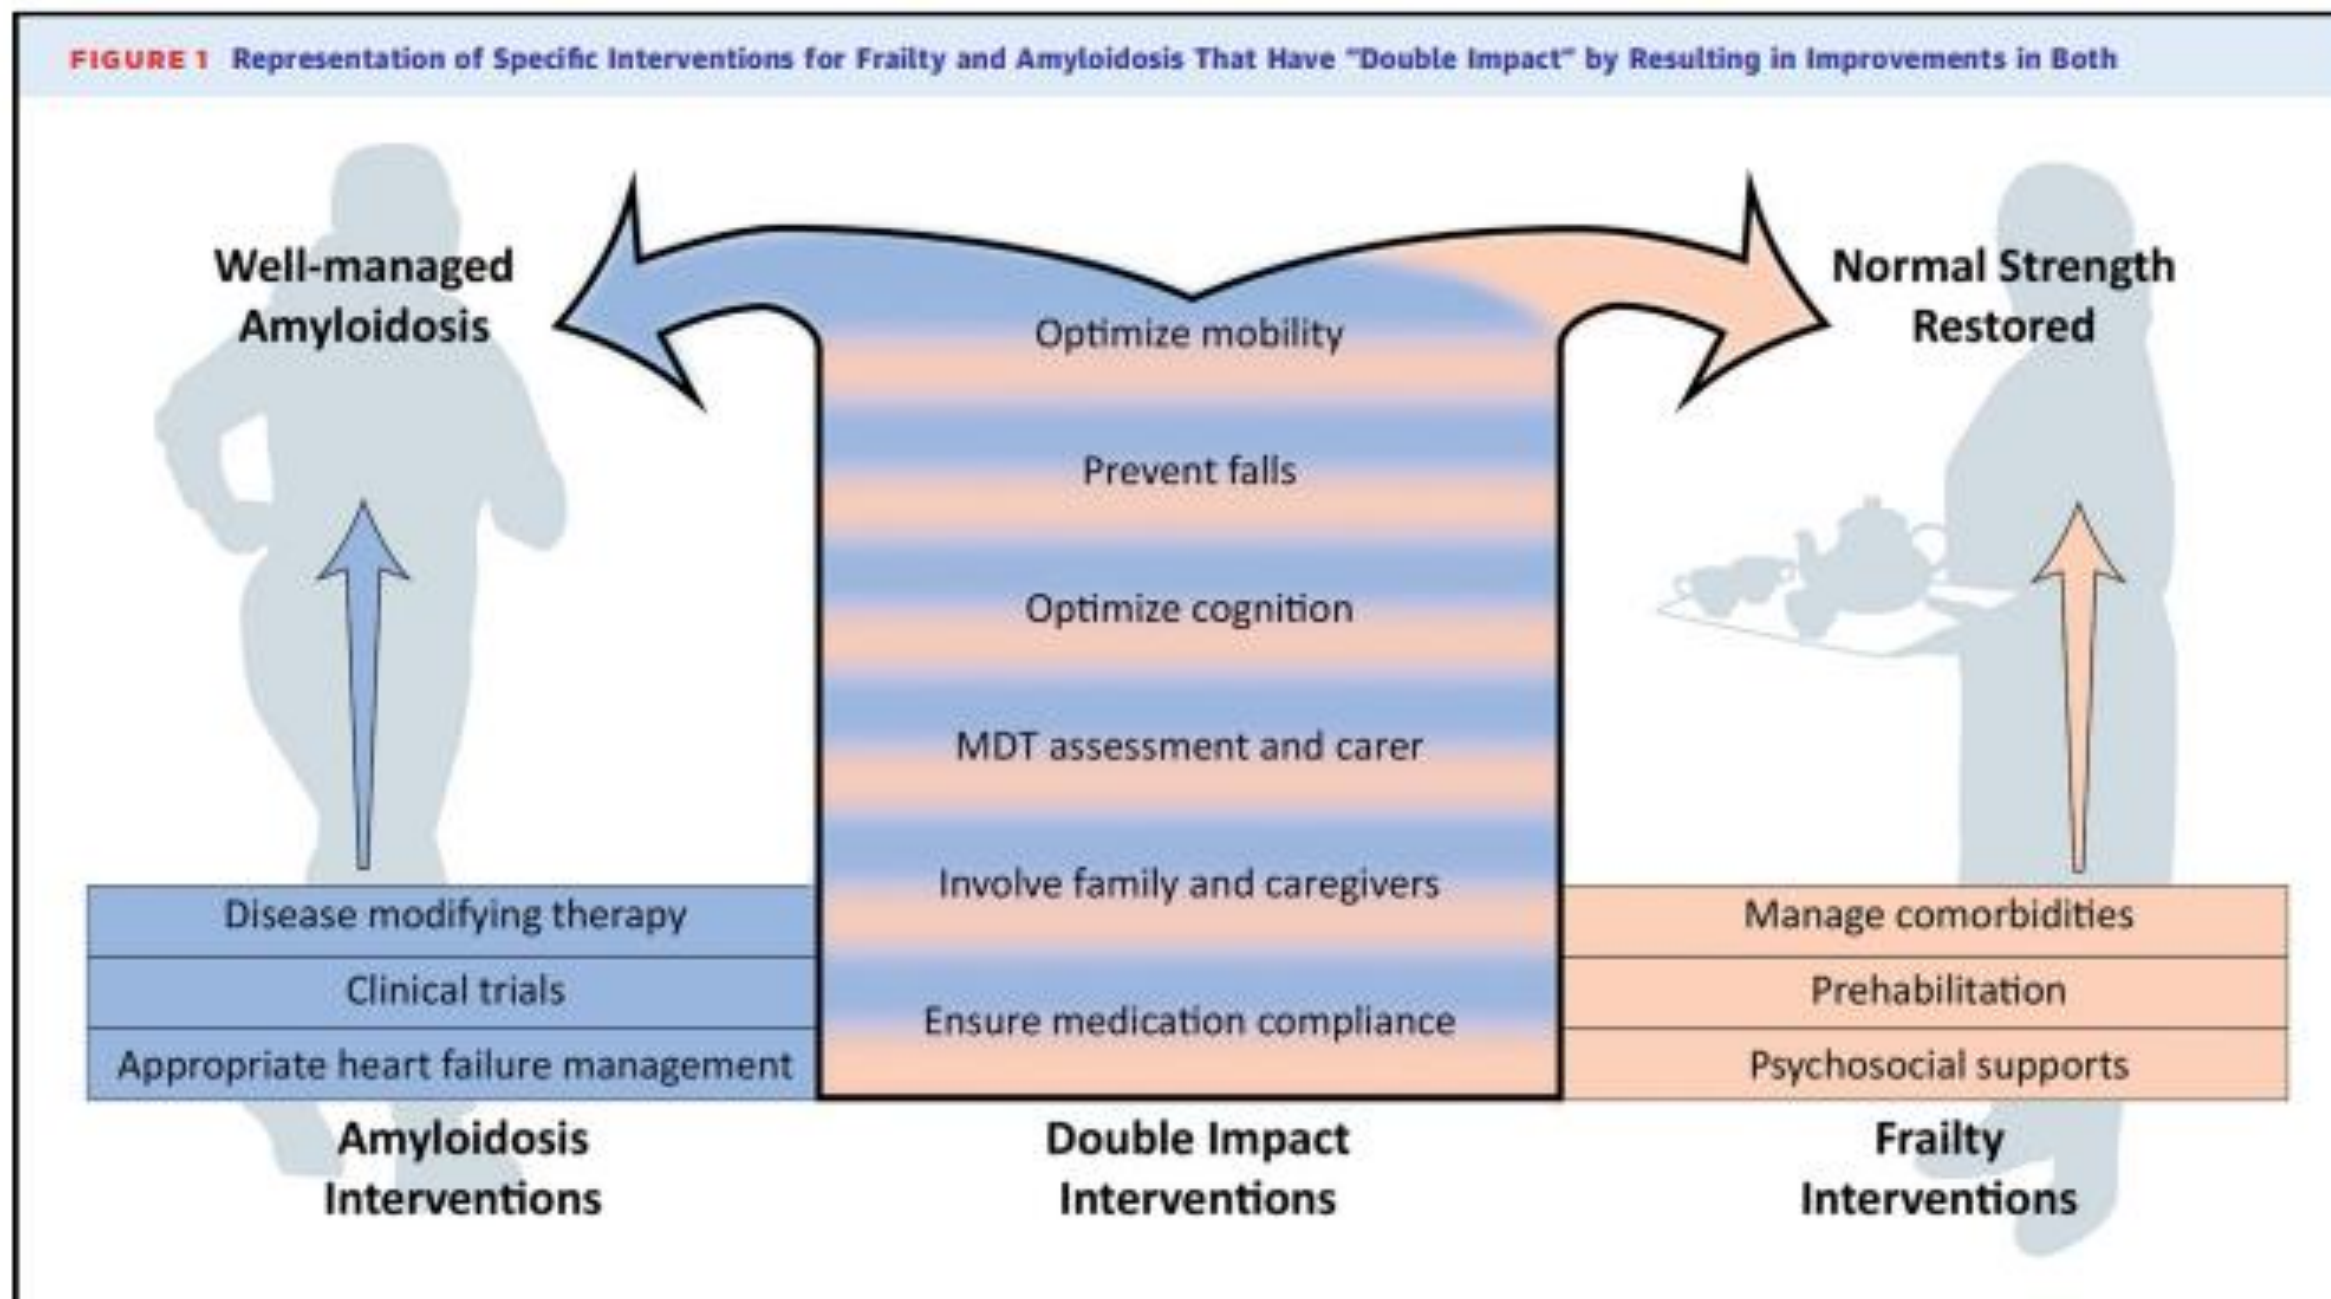 FIGURE 1 Representation of Specific Interventions for Frailty and Amyloidosis That Have "Double Impact" by Resulting in Improvements in Both
Well-managed
Amyloidosis
Normal Strength
Restored
Optimize mobility
Prevent falls
Optimize cognition
MDT assessment and carer
Involve family and caregivers
Ensure medication compliance
Disease modifying therapy
Clinical trials
Appropriate heart failure management
Manage comorbidities
Prehabilitation
Psychosocial supports
Amyloidosis
Interventions
Double Impact
Interventions
Frailty
Interventions